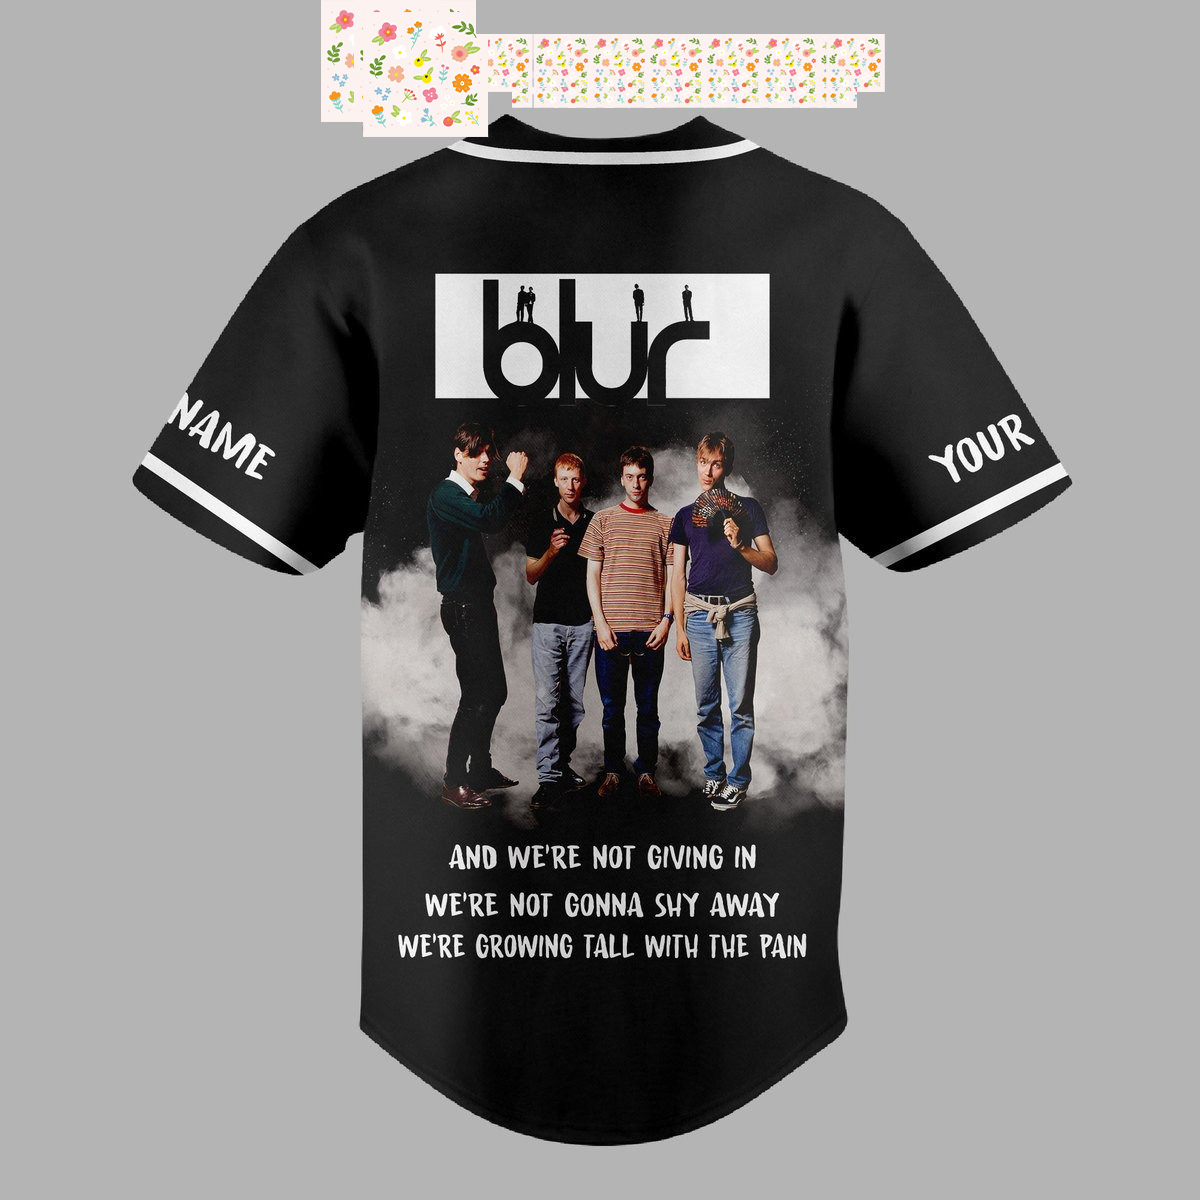 blur
NAME
YOUR
AND WE'RE NOT GIVING IN
WE'RE NOT GONNA SHY AWAY
WE'RE GROWING TALL WITH THE PAIN